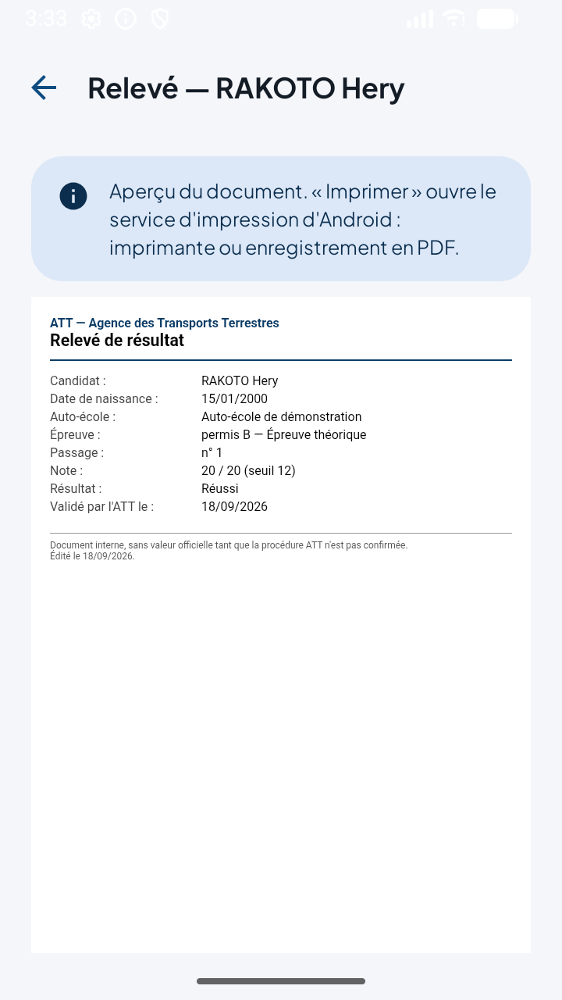 3:33
Relevé — RAKOTO Hery
Aperçu du document. « Imprimer » ouvre le
service d'impression d'Android :
imprimante ou enregistrement en PDF.
ATT — Agence des Transports Terrestres
Relevé de résultat
Candidat : RAKOTO Hery
Date de naissance : 15/01/2000
Auto-école : Auto-école de démonstration
Épreuve : permis B — Épreuve théorique
Passage : n° 1
Note : 20 / 20 (seuil 12)
Résultat : Réussi
Validé par l'ATT le : 18/09/2026
Document interne, sans valeur officielle tant que la procédure ATT n'est pas confirmée.
Édité le 18/09/2026.